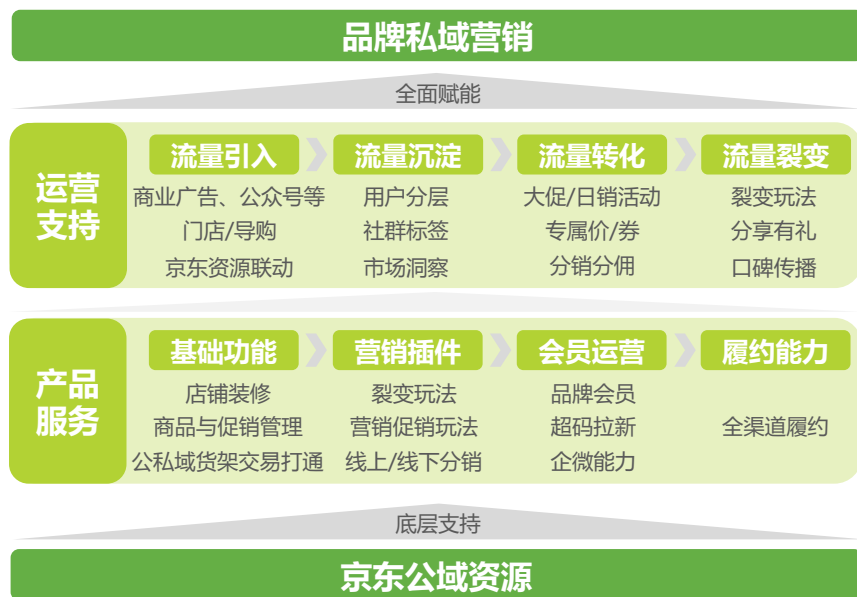 品牌私域营销
全面赋能
运营
支持
流量引入
商业广告、公众号等
门店/导购
京东资源联动
流量沉淀
用户分层
社群标签
市场洞察
流量转化
大促/日销活动
专属价/券
分销分佣
流量裂变
裂变玩法
分享有礼
口碑传播
产品
服务
基础功能
店铺装修
商品与促销管理
公私域货架交易打通
营销插件
裂变玩法
营销促销玩法
线上/线下分销
会员运营
品牌会员
超码拉新
企微能力
履约能力
全渠道履约
底层支持
京东公域资源